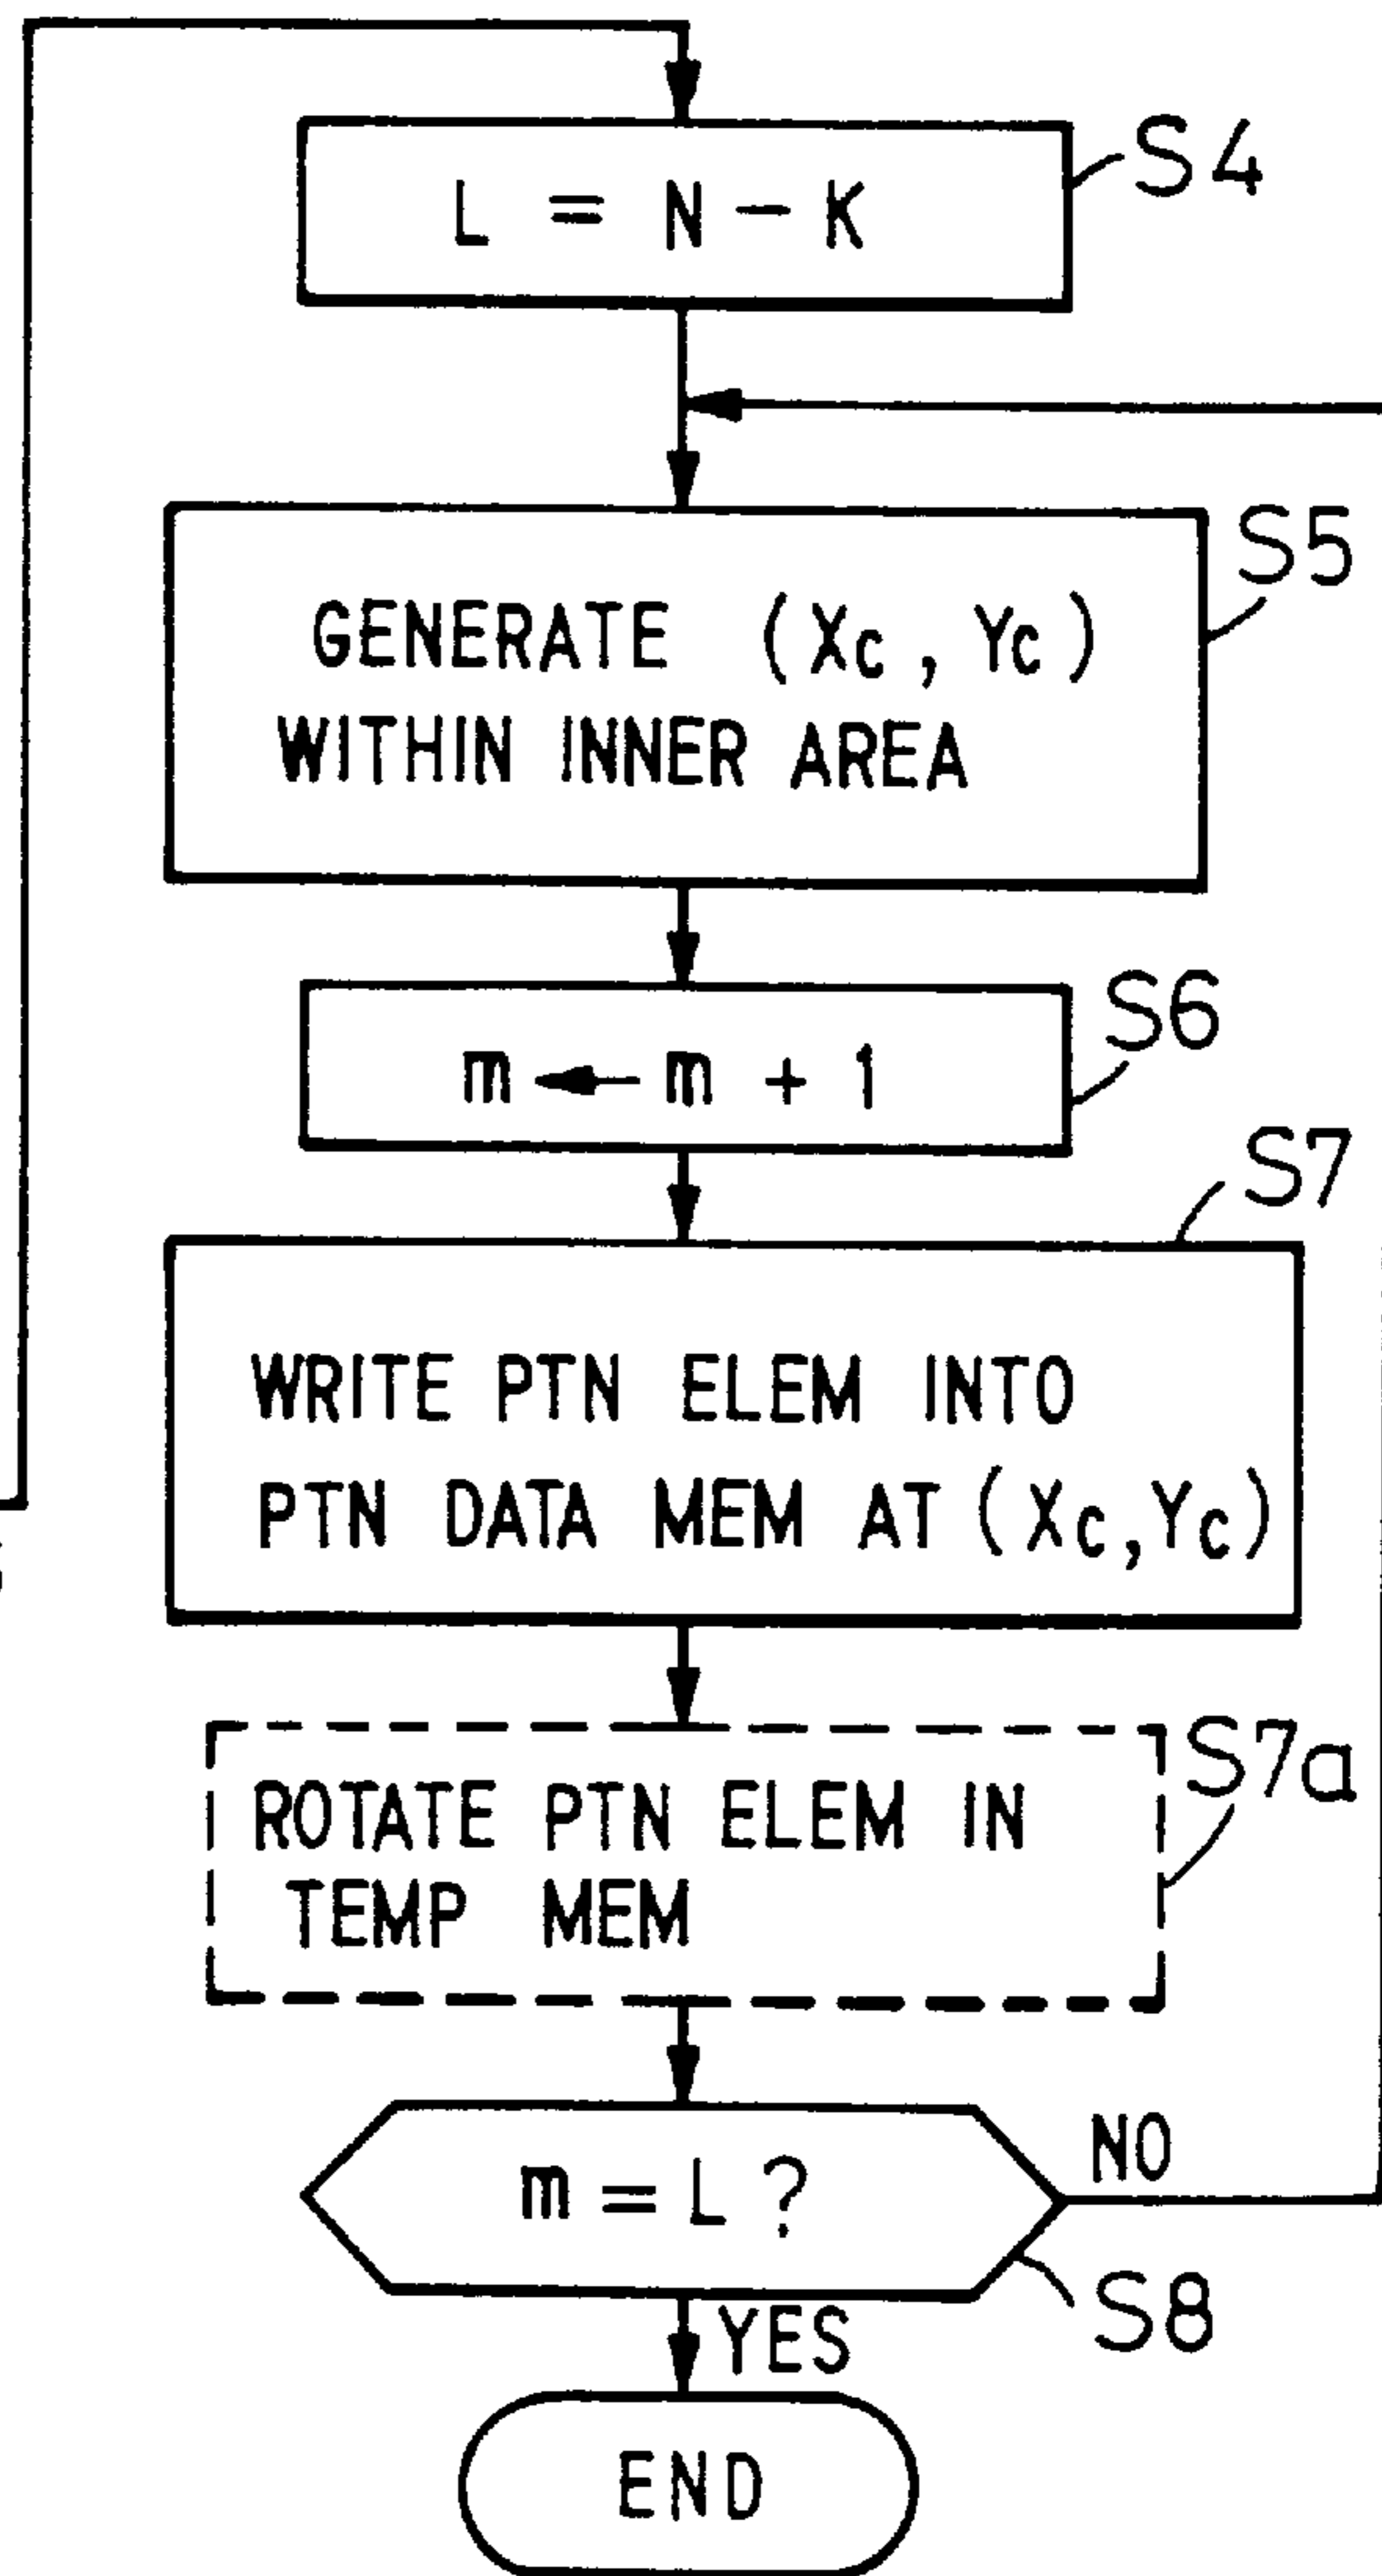 S4
L = N - K
S5
GENERATE (Xc, Yc)
WITHIN INNER AREA
S6
m ← m + 1
S7
WRITE PTN ELEM INTO
PTN DATA MEM AT (Xc, Yc)
S7a
ROTATE PTN ELEM IN
TEMP MEM
m = L ?
NO
S8
YES
END